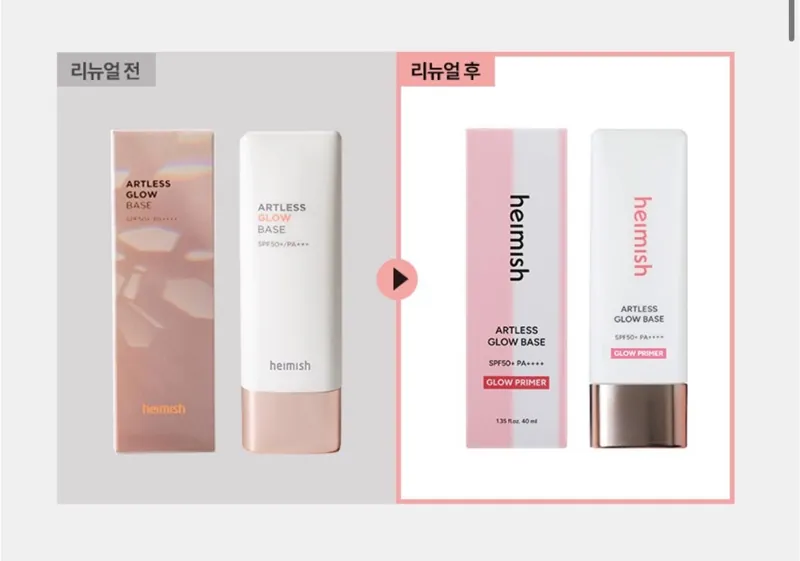 리뉴얼 전
ARTLESS
GLOW
BASE
SPF50+ PA++++
heimish
ARTLESS
GLOW
BASE
SPF50+/PA+++
heimish
리뉴얼 후
heimish
ARTLESS
GLOW BASE
SPF50+ PA++++
GLOW PRIMER
1.35 fl.oz. 40 ml
heimish
ARTLESS
GLOW BASE
SPF50+ PA++++
GLOW PRIMER